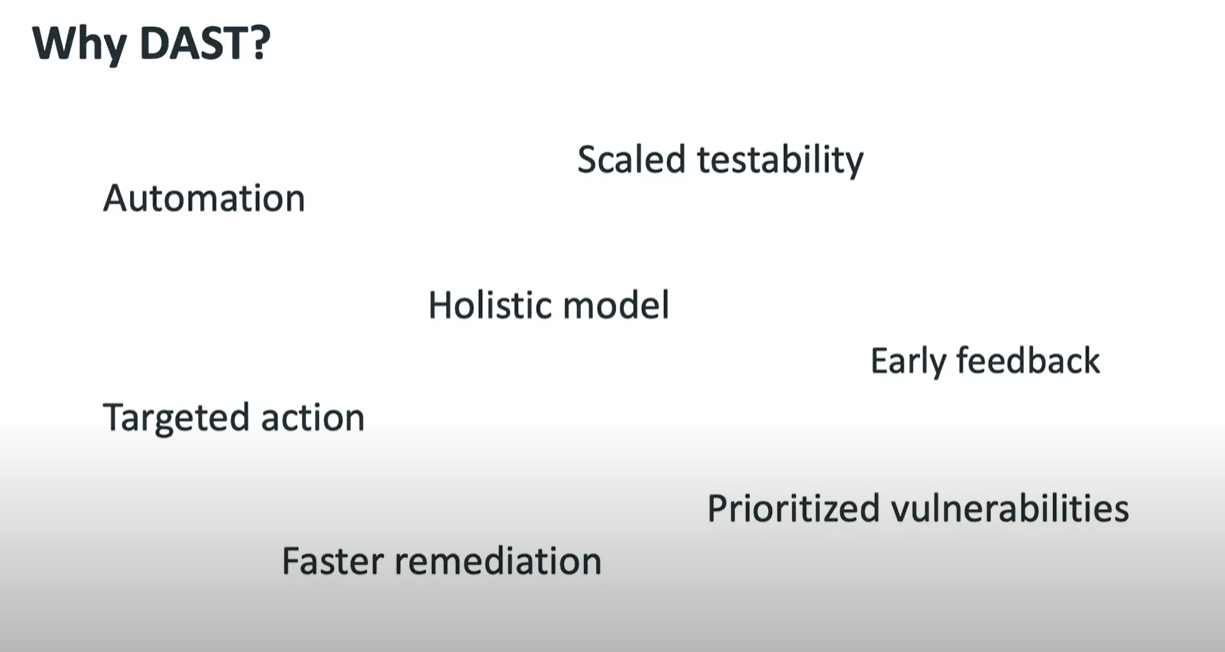 Why DAST?
Scaled testability
Automation
Holistic model
Early feedback
Targeted action
Prioritized vulnerabilities
Faster remediation